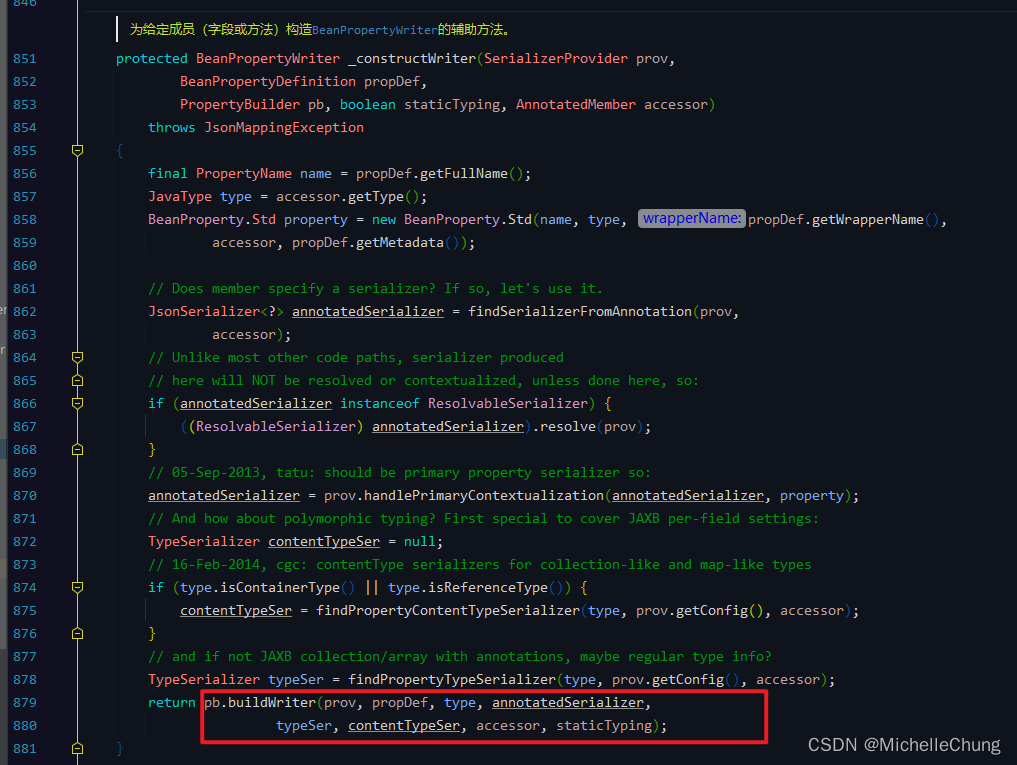 846
为给定成员（字段或方法）构造BeanPropertyWriter的辅助方法。
851 protected BeanPropertyWriter _constructWriter(SerializerProvider prov,
852 BeanPropertyDefinition propDef,
853 PropertyBuilder pb, boolean staticTyping, AnnotatedMember accessor)
854 throws JsonMappingException
855 {
856 final PropertyName name = propDef.getFullName();
857 JavaType type = accessor.getType();
858 BeanProperty.Std property = new BeanProperty.Std(name, type, wrapperName: propDef.getWrapperName(),
859 accessor, propDef.getMetadata());
860
861 // Does member specify a serializer? If so, let's use it.
862 JsonSerializer<?> annotatedSerializer = findSerializerFromAnnotation(prov,
863 accessor);
864 // Unlike most other code paths, serializer produced
865 // here will NOT be resolved or contextualized, unless done here, so:
866 if (annotatedSerializer instanceof ResolvableSerializer) {
867 ((ResolvableSerializer) annotatedSerializer).resolve(prov);
868 }
869 // 05-Sep-2013, tatu: should be primary property serializer so:
870 annotatedSerializer = prov.handlePrimaryContextualization(annotatedSerializer, property);
871 // And how about polymorphic typing? First special to cover JAXB per-field settings:
872 TypeSerializer contentTypeSer = null;
873 // 16-Feb-2014, cgc: contentType serializers for collection-like and map-like types
874 if (type.isContainerType() || type.isReferenceType()) {
875 contentTypeSer = findPropertyContentTypeSerializer(type, prov.getConfig(), accessor);
876 }
877 // and if not JAXB collection/array with annotations, maybe regular type info?
878 TypeSerializer typeSer = findPropertyTypeSerializer(type, prov.getConfig(), accessor);
879 return pb.buildWriter(prov, propDef, type, annotatedSerializer,
880 typeSer, contentTypeSer, accessor, staticTyping);
881 }
CSDN @MichelleChung